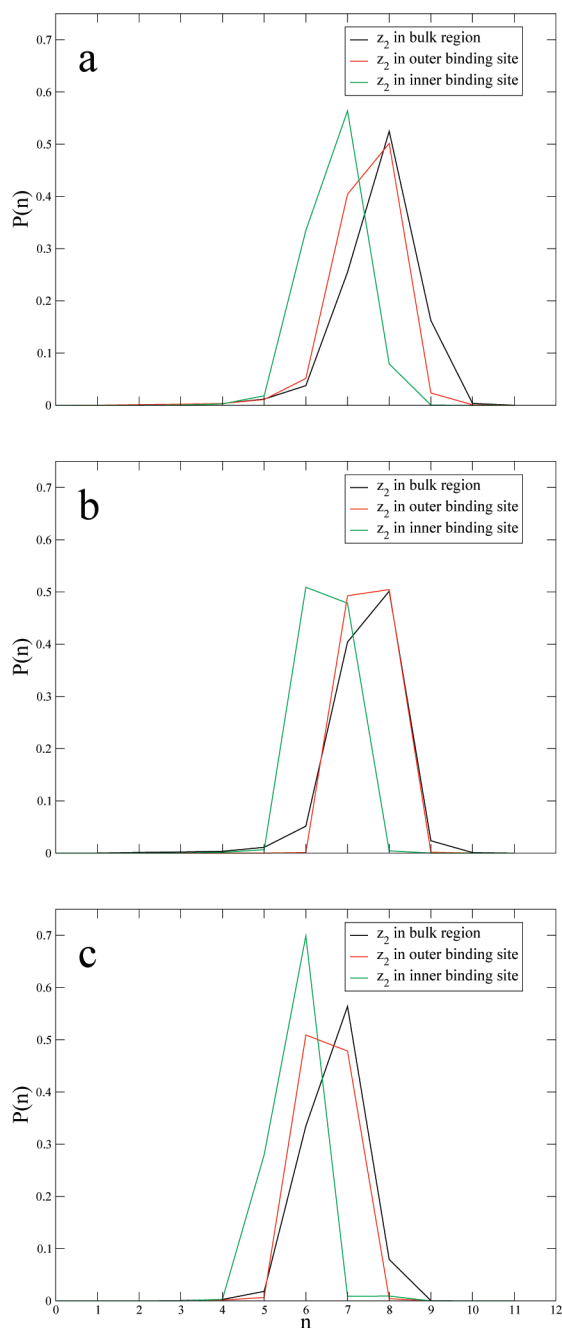 0.7
a
z2 in bulk region
z2 in outer binding site
z2 in inner binding site
0.6
0.5
0.4
P(n)
0.3
0.2
0.1
0
0.7
b
z2 in bulk region
z2 in outer binding site
z2 in inner binding site
0.6
0.5
0.4
P(n)
0.3
0.2
0.1
0
0.7
c
z2 in bulk region
z2 in outer binding site
z2 in inner binding site
0.6
0.5
0.4
P(n)
0.3
0.2
0.1
0
0 1 2 3 4 5 6 7 8 9 10 11 12
n